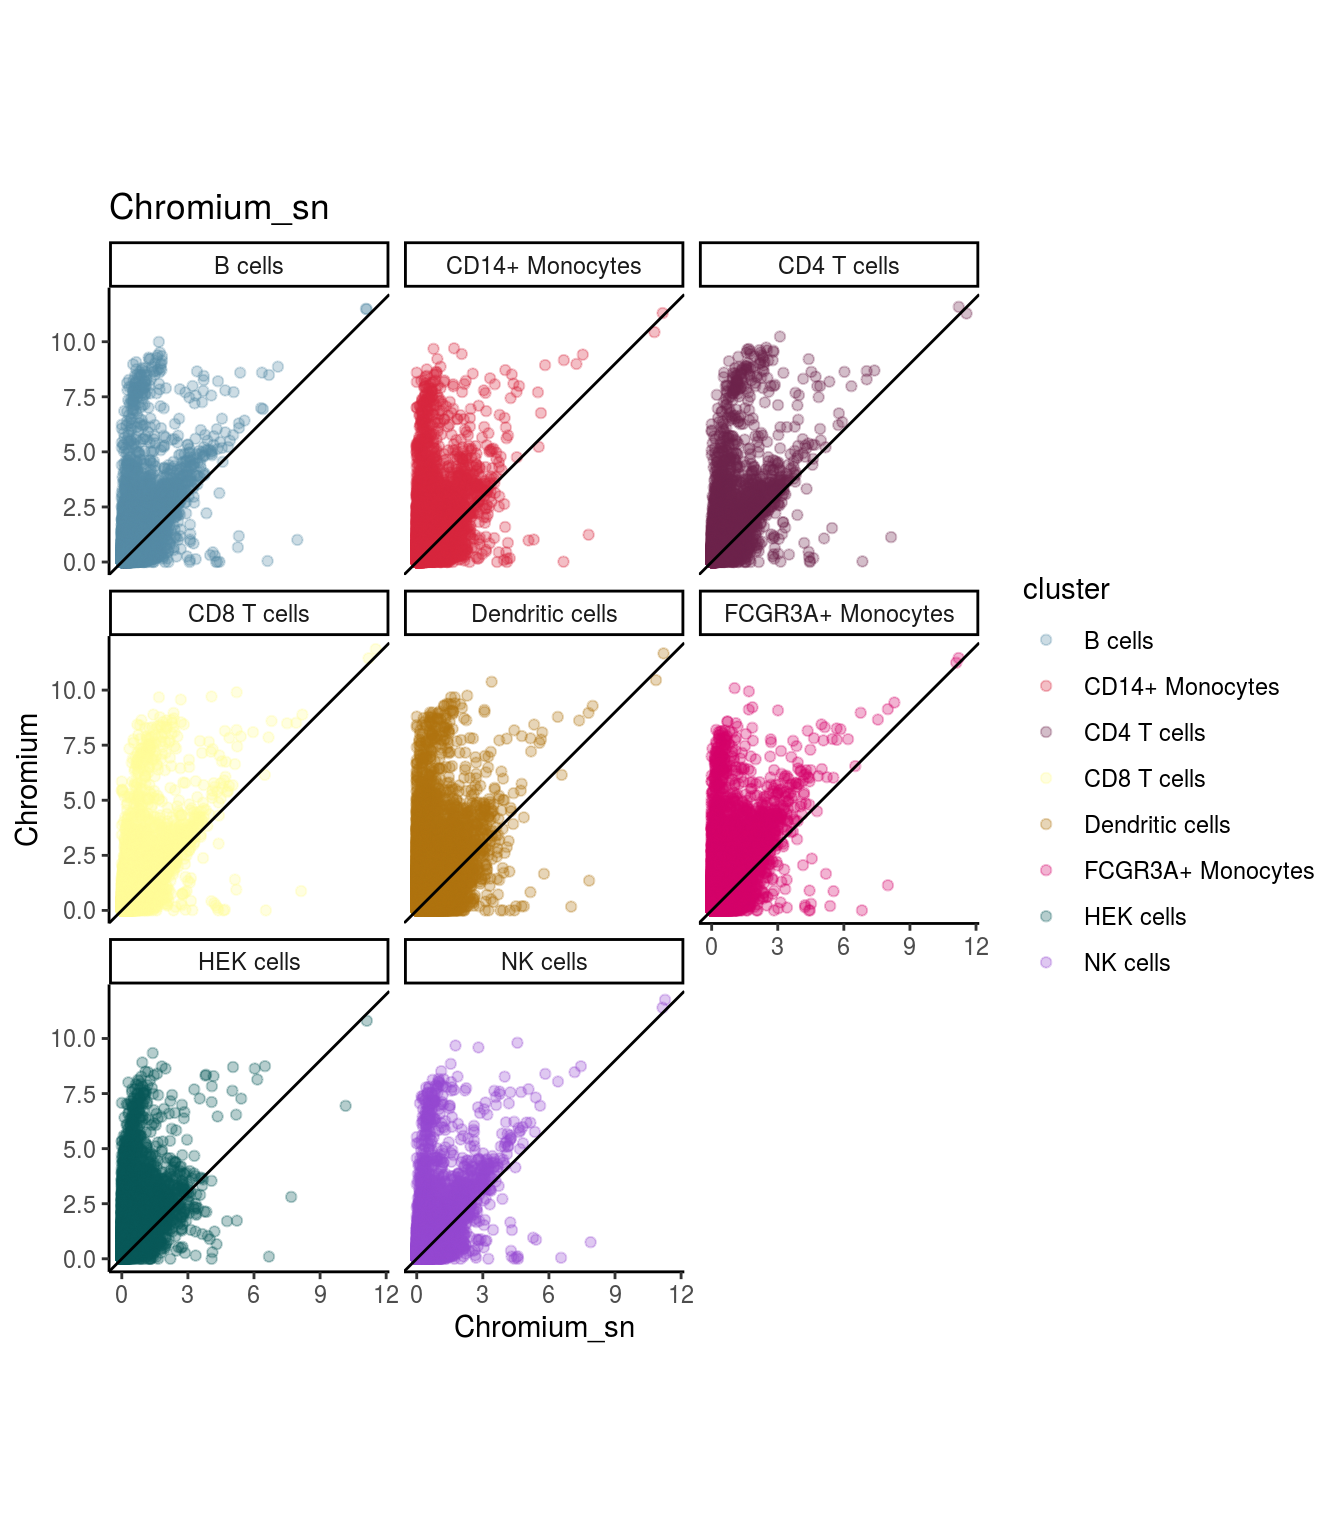 Chromium_sn
B cells
CD14+ Monocytes
CD4 T cells
10.0
7.5
5.0
2.5
0.0
CD8 T cells
Dendritic cells
FCGR3A+ Monocytes
10.0
7.5
5.0
2.5
0.0
0 3 6 9 12
HEK cells
NK cells
10.0
7.5
5.0
2.5
0.0
0 3 6 9 12
0 3 6 9 12
Chromium_sn
Chromium
cluster
B cells
CD14+ Monocytes
CD4 T cells
CD8 T cells
Dendritic cells
FCGR3A+ Monocytes
HEK cells
NK cells